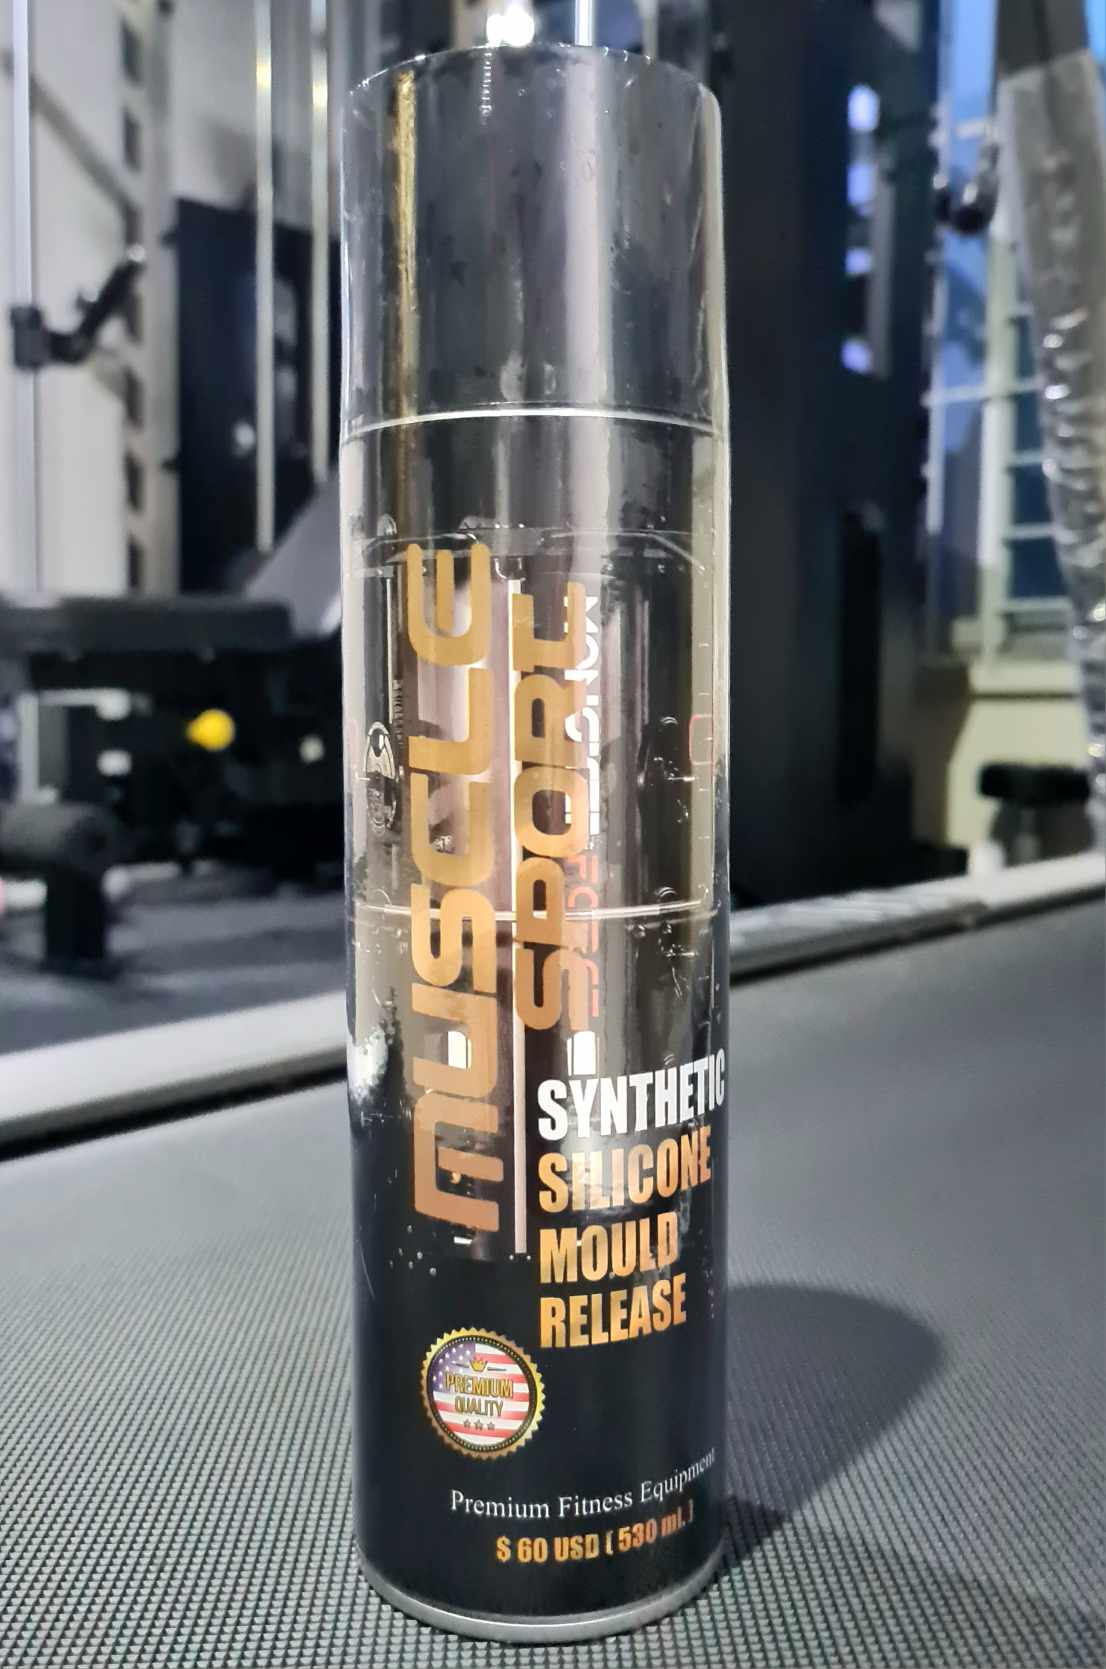 MUSCLE
SPORT
SYNTHETIC
SILICONE
MOULD
RELEASE
PREMIUM
QUALITY
Premium Fitness Equipment
$ 60 USD [ 530 ml. ]